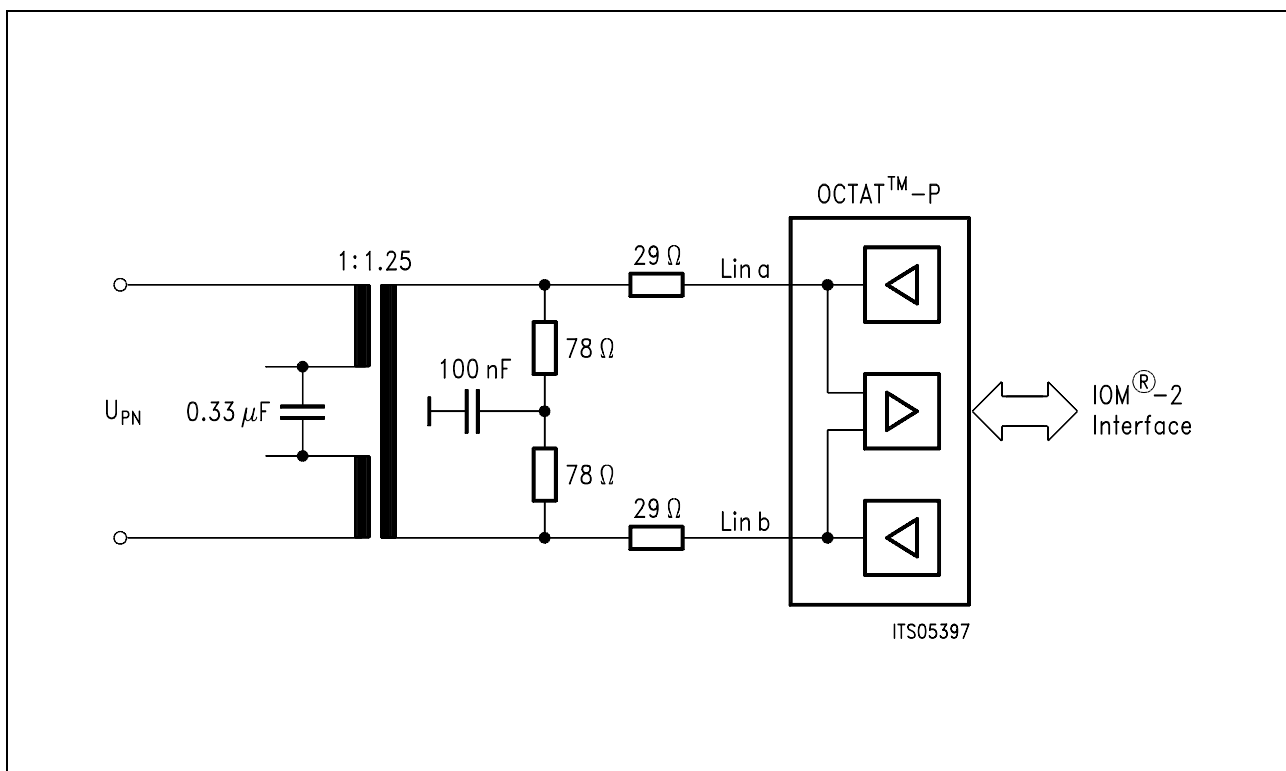 OCTAT™-P
1:1.25
29 Ω
Lin a
78 Ω
100 nF
0.33 μF
U_PN
IOM®-2
Interface
78 Ω
29 Ω
Lin b
ITS05397